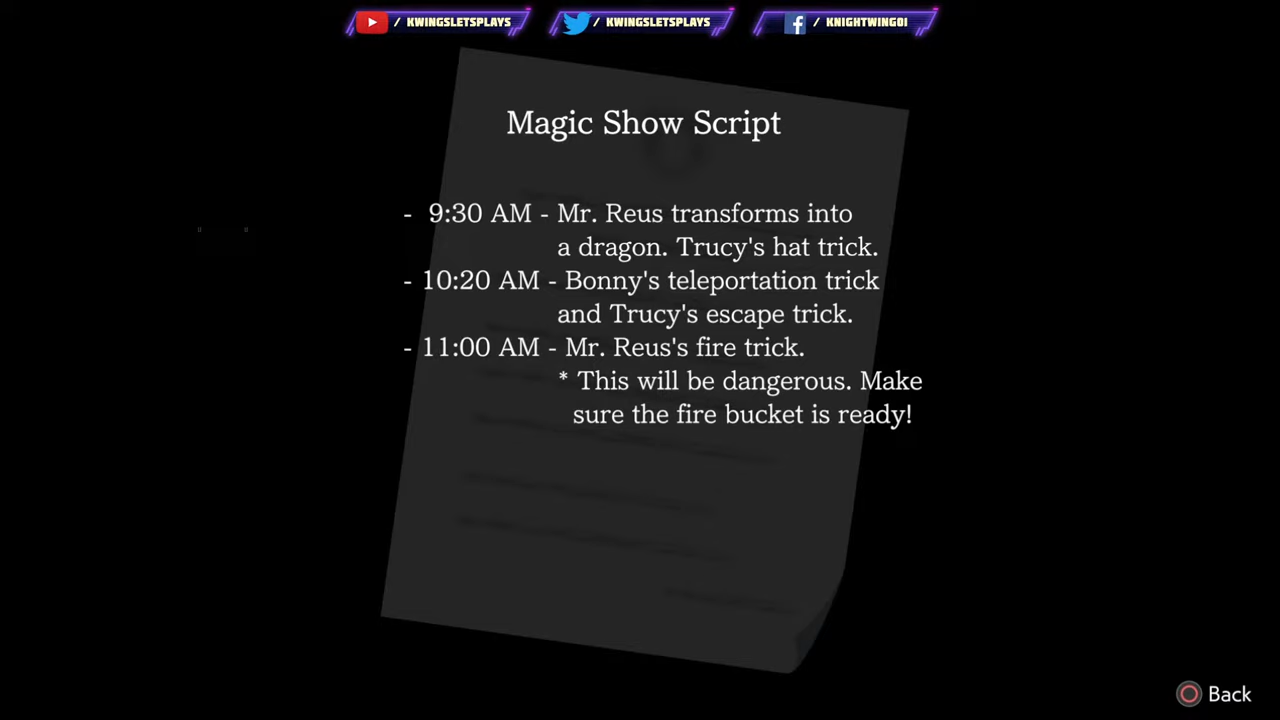 / KWINGSLETSPLAYS / KWINGSLETSPLAYS / KNIGHTWING01
Magic Show Script
- 9:30 AM - Mr. Reus transforms into
a dragon. Trucy's hat trick.
- 10:20 AM - Bonny's teleportation trick
and Trucy's escape trick.
- 11:00 AM - Mr. Reus's fire trick.
* This will be dangerous. Make
sure the fire bucket is ready!
Back